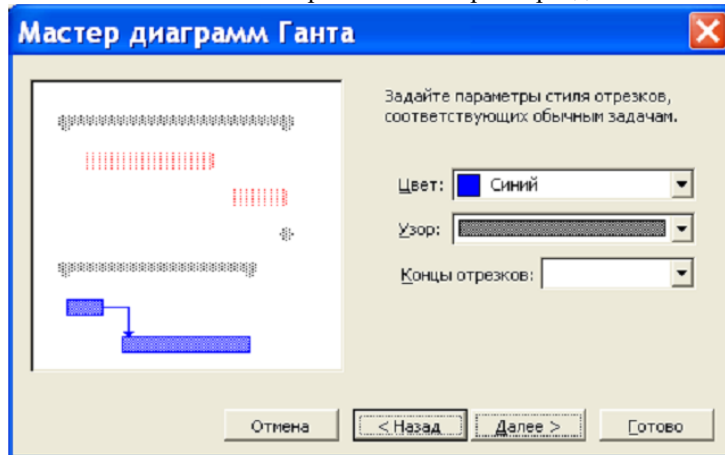 Мастер диаграмм Ганта
Задайте параметры стиля отрезков,
соответствующих обычным задачам.
Цвет: Синий
Узор:
Концы отрезков:
Отмена
< Назад
Далее >
Готово